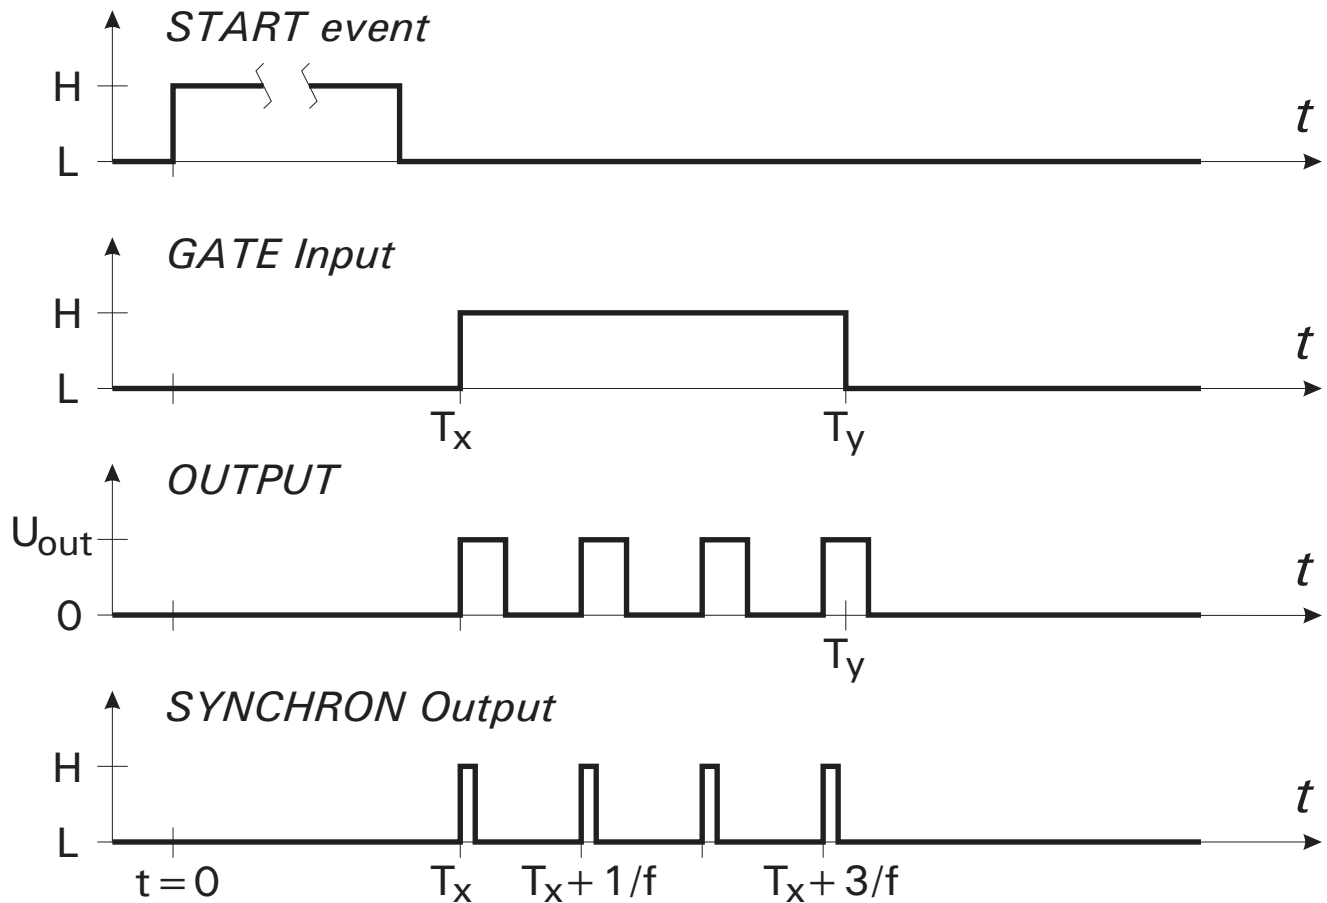 START event
H
t
L
GATE Input
H
t
L
Tx
Ty
OUTPUT
Uout
t
0
Ty
SYNCHRON Output
H
t
L
t = 0
Tx
Tx + 1/f
Tx + 3/f